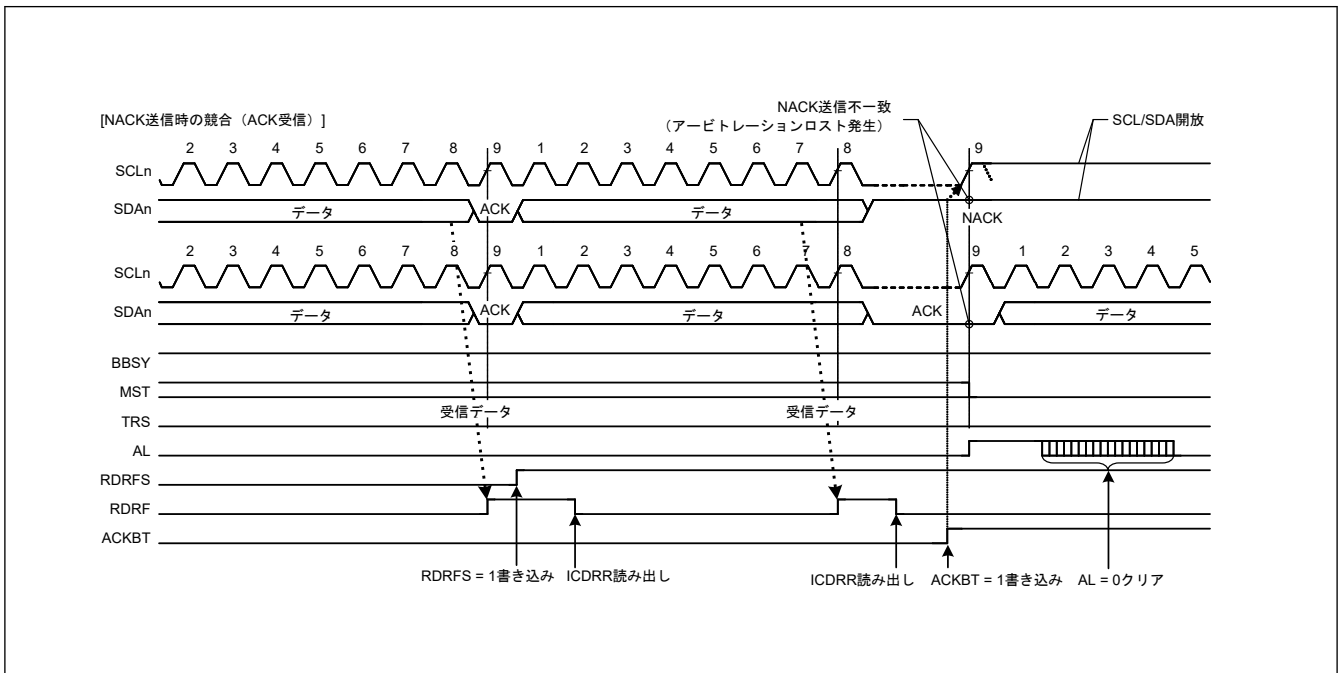 [NACK送信時の競合（ACK受信）]
NACK送信不一致
（アービトレーションロスト発生）
SCL/SDA開放
2 3 4 5 6 7 8 9 1 2 3 4 5 6 7 8 9
SCLn
SDAn データ ACK データ NACK
2 3 4 5 6 7 8 9 1 2 3 4 5 6 7 8 9 1 2 3 4 5
SCLn
SDAn データ ACK データ ACK データ
BBSY
MST
受信データ 受信データ
TRS
AL
RDRFS
RDRF
ACKBT
RDRFS = 1書き込み ICDRR読み出し ICDRR読み出し ACKBT = 1書き込み AL = 0クリア